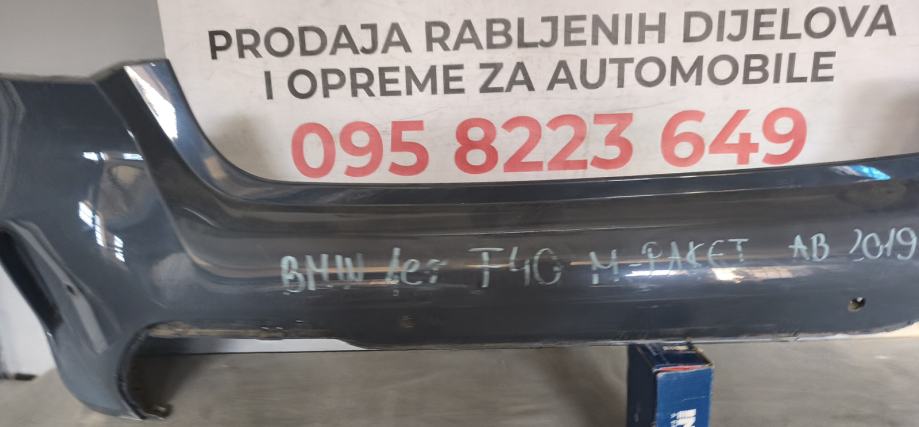 PRODAJA RABLJENIH DIJELOVA
I OPREME ZA AUTOMOBILE
095 8223 649
BMW 1er F40 M PAKET AB 2019